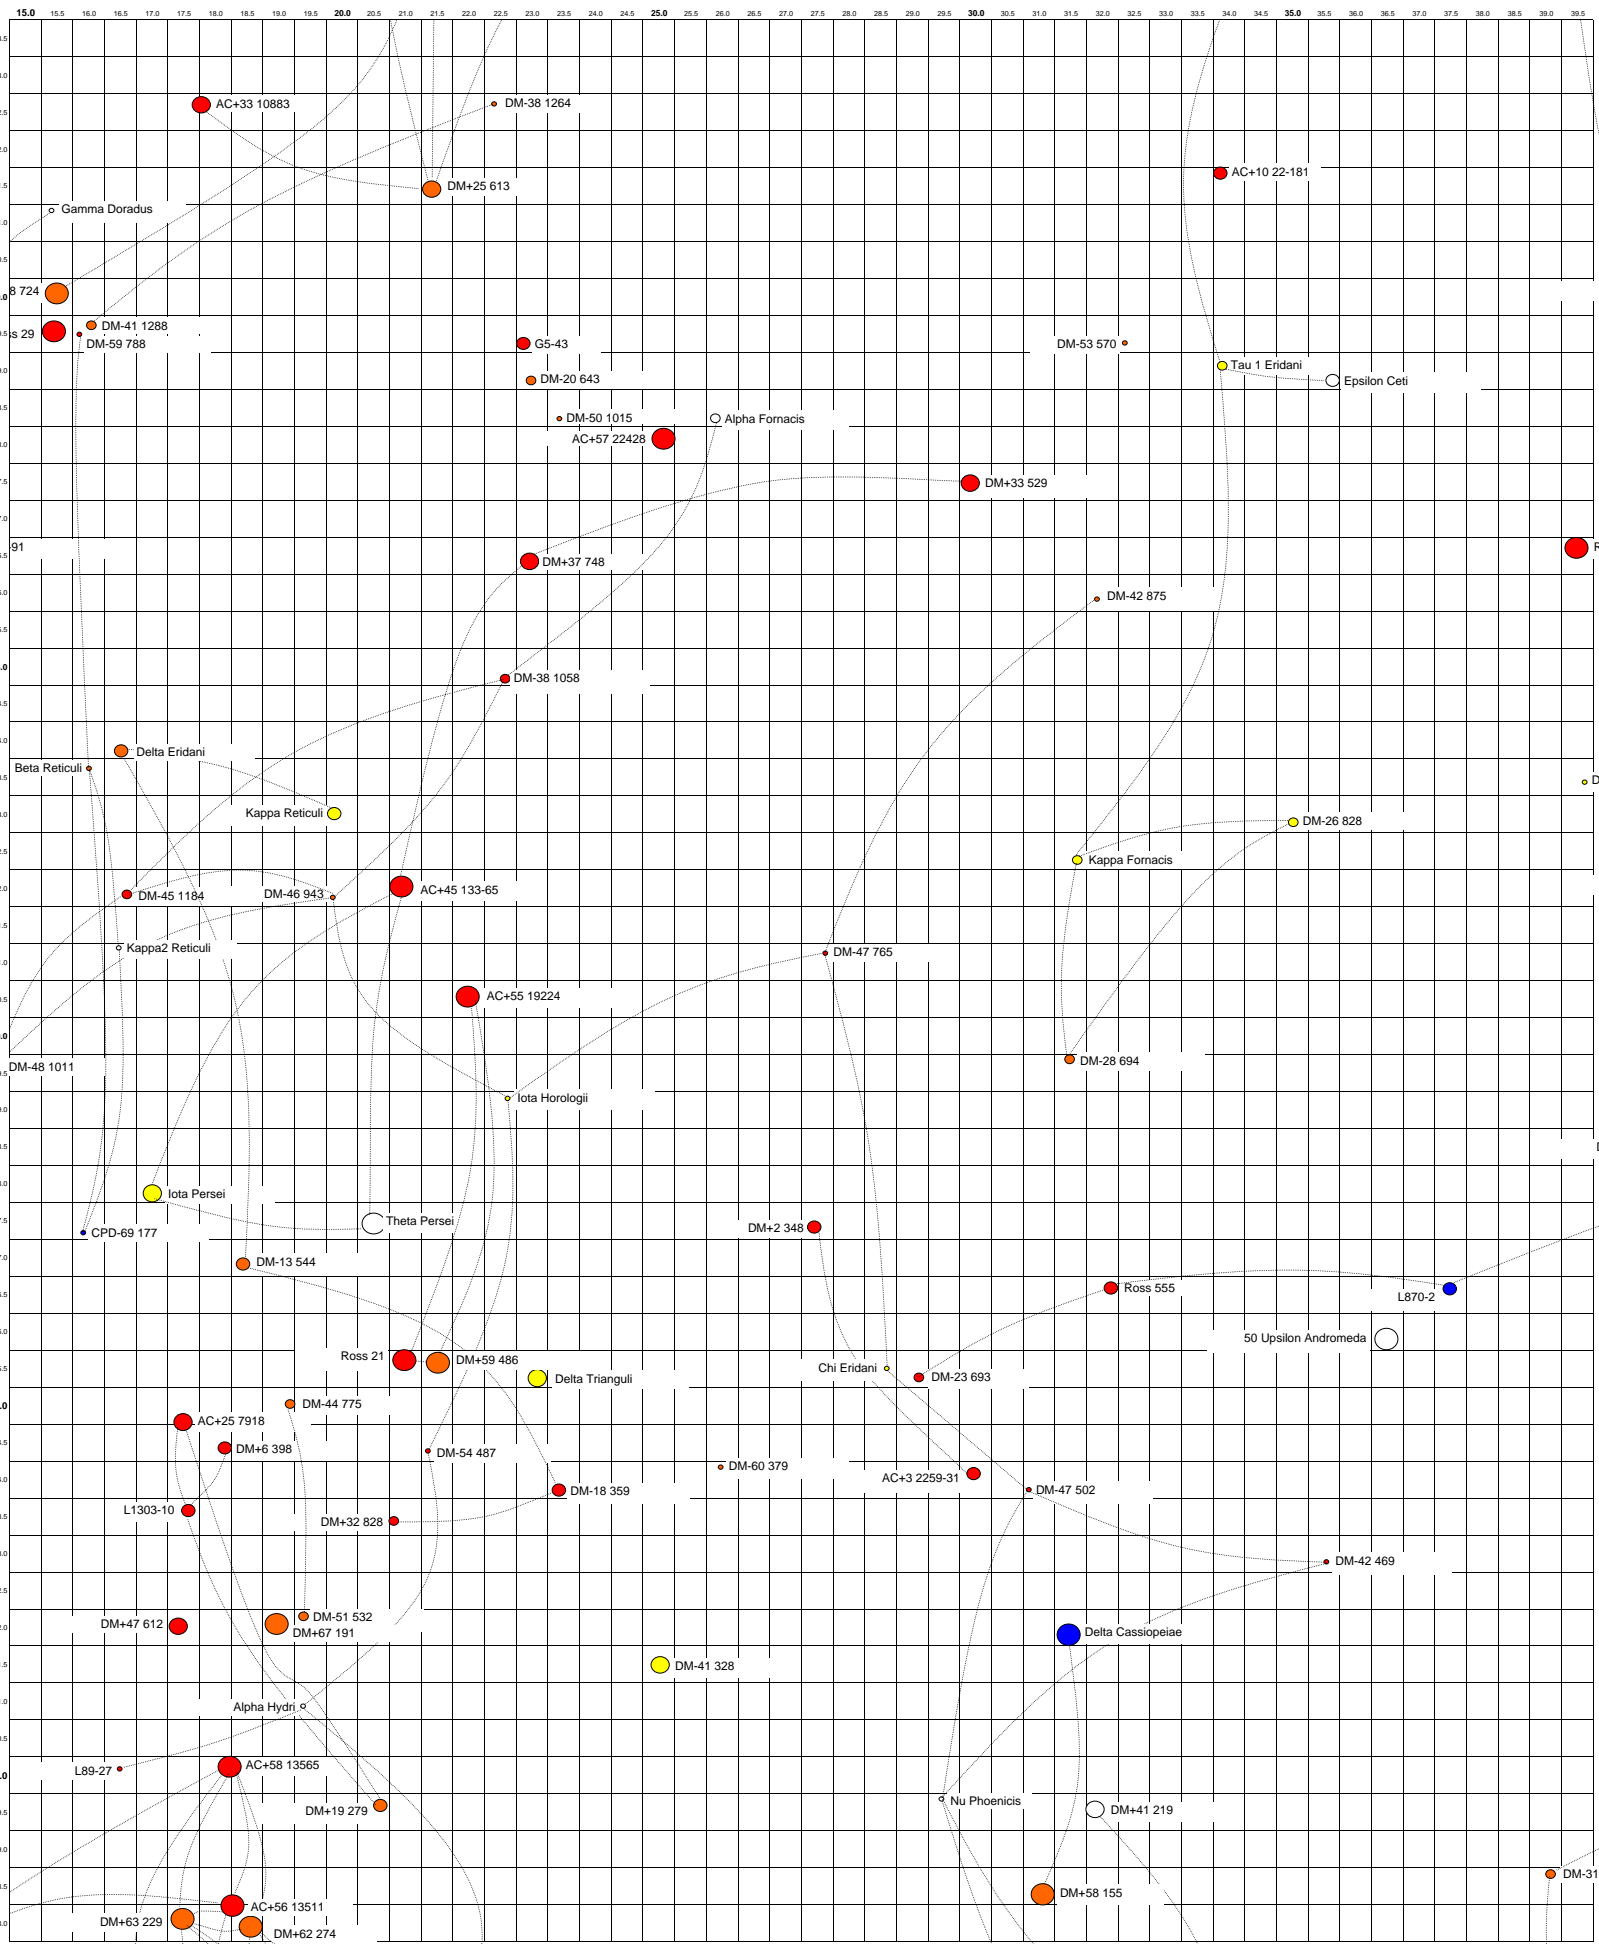 15.0 15.5 16.0 16.5 17.0 17.5 18.0 18.5 19.0 19.5 20.0 20.5 21.0 21.5 22.0 22.5 23.0 23.5 24.0 24.5 25.0 25.5 26.0 26.5 27.0 27.5 28.0 28.5 29.0 29.5 30.0 30.5 31.0 31.5 32.0 32.5 33.0 33.5 34.0 34.5 35.0 35.5 36.0 36.5 37.0 37.5 38.0 38.5 39.0 39.5
AC+33 10883
DM-38 1264
AC+10 22-181
DM+25 613
Gamma Doradus
8 724
DM-41 1288
s 29
DM-59 788
G5-43
DM-53 570
Tau 1 Eridani
DM-20 643
Epsilon Ceti
DM-50 1015
Alpha Fornacis
AC+57 22428
DM+33 529
91
DM+37 748
R
DM-42 875
DM-38 1058
Delta Eridani
Beta Reticuli
D
Kappa Reticuli
DM-26 828
Kappa Fornacis
AC+45 133-65
DM-45 1184
DM-46 943
Kappa2 Reticuli
DM-47 765
AC+55 19224
DM-28 694
DM-48 1011
Iota Horologii
Iota Persei
Theta Persei
DM+2 348
CPD-69 177
DM-13 544
Ross 555
L870-2
50 Upsilon Andromeda
Ross 21
DM+59 486
Chi Eridani
DM-23 693
Delta Trianguli
DM-44 775
AC+25 7918
DM+6 398
DM-54 487
DM-60 379
AC+3 2259-31
DM-18 359
DM-47 502
L1303-10
DM+32 828
DM-42 469
DM-51 532
DM+47 612
DM+67 191
Delta Cassiopeiae
DM-41 328
Alpha Hydri
L89-27
AC+58 13565
Nu Phoenicis
DM+19 279
DM+41 219
DM-31
DM+58 155
AC+56 13511
DM+63 229
DM+62 274